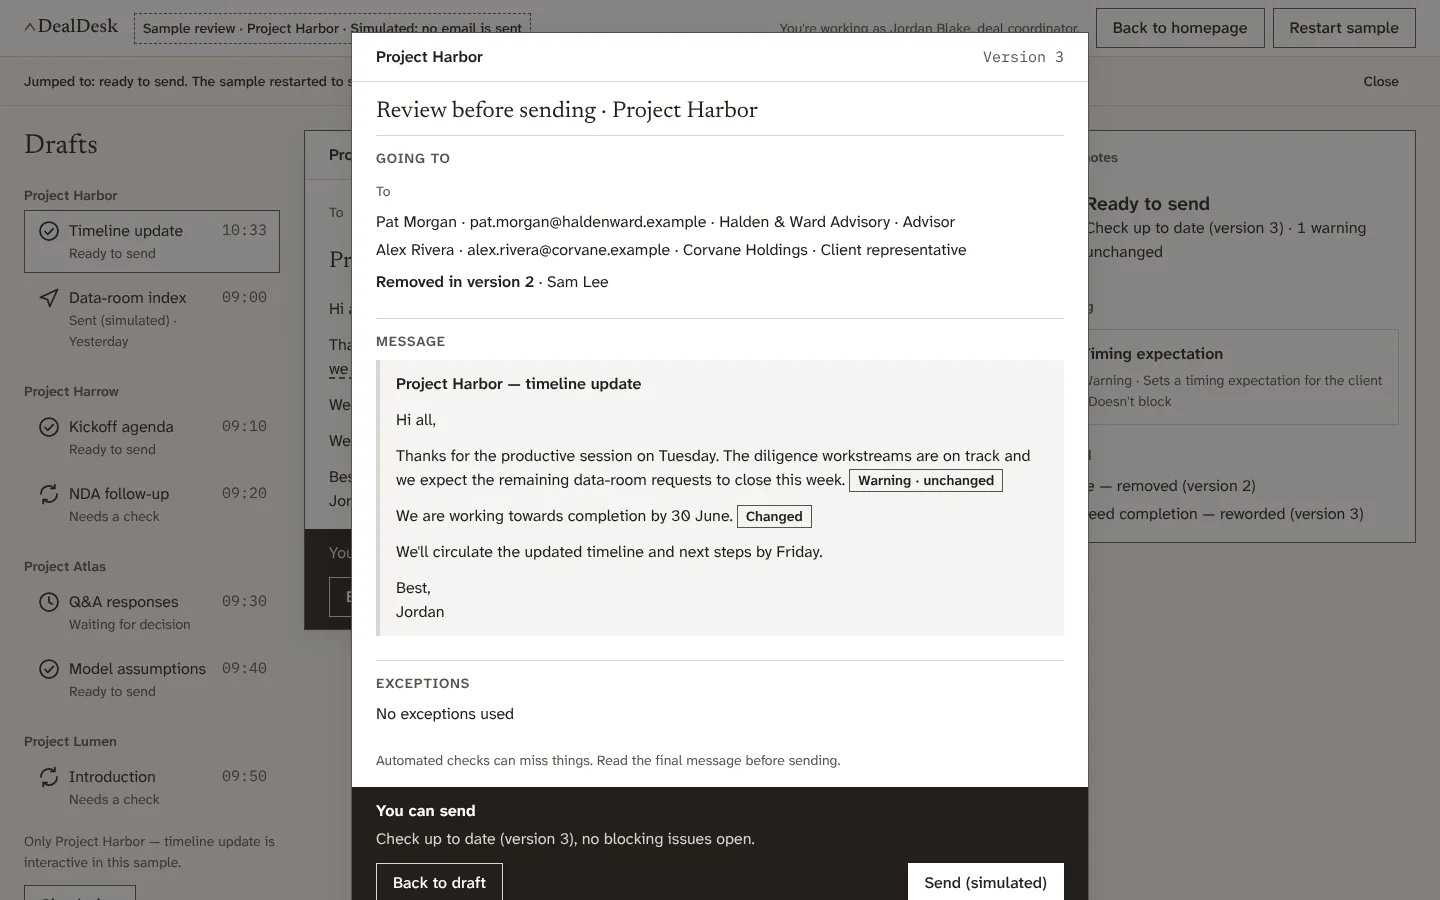 DealDesk
Sample review · Project Harbor · Simulated: no email is sent
You're working as Jordan Blake, deal coordinator.
Back to homepage
Restart sample
Jumped to: ready to send. The sample restarted to
Close
Drafts
Project Harbor
Timeline update 10:33
Ready to send
Data-room index 09:00
Sent (simulated) ·
Yesterday
Project Harrow
Kickoff agenda 09:10
Ready to send
NDA follow-up 09:20
Needs a check
Project Atlas
Q&A responses 09:30
Waiting for decision
Model assumptions 09:40
Ready to send
Project Lumen
Introduction 09:50
Needs a check
Only Project Harbor — timeline update is
interactive in this sample.
To
Hi
we
We
We
Project Harbor
Version 3
Review before sending · Project Harbor
GOING TO
To
Pat Morgan · pat.morgan@haldenward.example · Halden & Ward Advisory · Advisor
Alex Rivera · alex.rivera@corvane.example · Corvane Holdings · Client representative
Removed in version 2 · Sam Lee
MESSAGE
Project Harbor — timeline update
Hi all,
Thanks for the productive session on Tuesday. The diligence workstreams are on track and
we expect the remaining data-room requests to close this week. Warning · unchanged
We are working towards completion by 30 June. Changed
We'll circulate the updated timeline and next steps by Friday.
Best,
Jordan
EXCEPTIONS
No exceptions used
Automated checks can miss things. Read the final message before sending.
You can send
Check up to date (version 3), no blocking issues open.
Back to draft
Send (simulated)
Ready to send
Check up to date (version 3) · 1 warning
unchanged
Timing expectation
Warning · Sets a timing expectation for the client
Doesn't block
— removed (version 2)
completion — reworded (version 3)